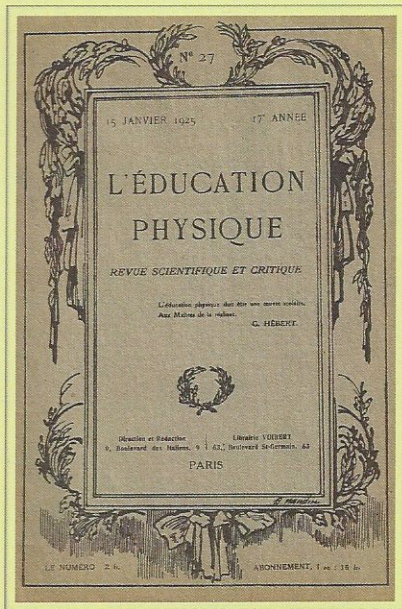 N° 27
15 JANVIER 1925 17e ANNÉE
L'ÉDUCATION
PHYSIQUE
REVUE SCIENTIFIQUE ET CRITIQUE
L'éducation physique doit être une œuvre scolaire.
Aux Maîtres de la réaliser.
G. HÉBERT.
Direction et Rédaction Librairie VUIBERT
9, Boulevard des Italiens, 9 63, Boulevard St-Germain, 63
PARIS
LE NUMÉRO 2 fr. ABONNEMENT, 1 an : 18 fr.